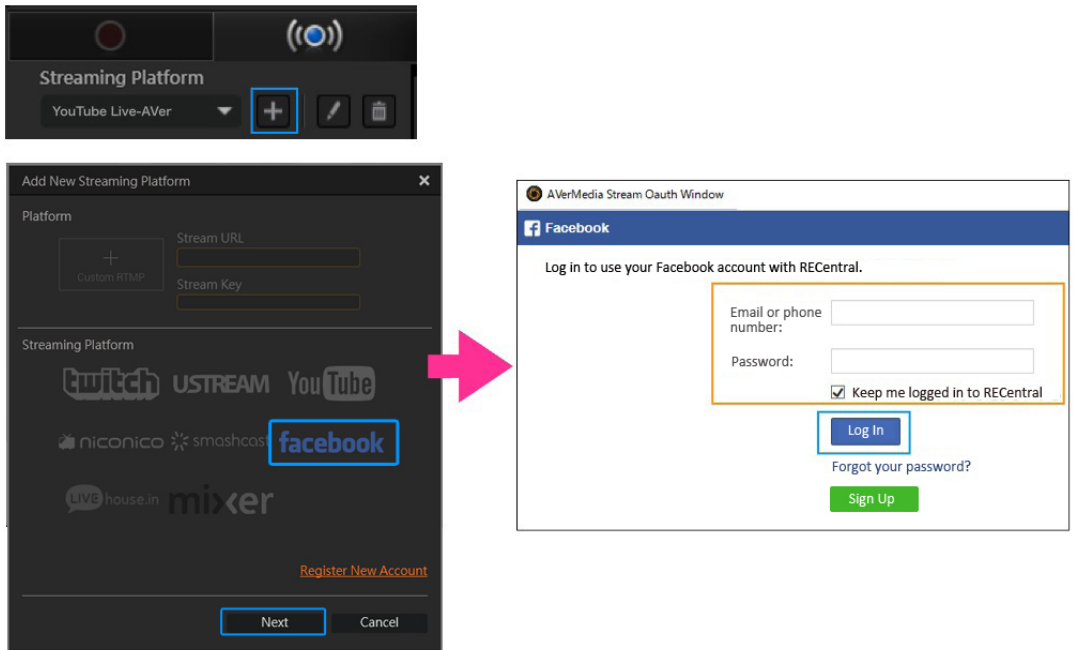 Streaming Platform
YouTube Live-AVer
Add New Streaming Platform
Platform
Stream URL
Custom RTMP
Stream Key
Streaming Platform
twitch USTREAM YouTube
niconico smashcast facebook
LIVE house.in mixer
Register New Account
Next Cancel
AVerMedia Stream Oauth Window
Facebook
Log in to use your Facebook account with RECentral.
Email or phone
number:
Password:
Keep me logged in to RECentral
Log In
Forgot your password?
Sign Up